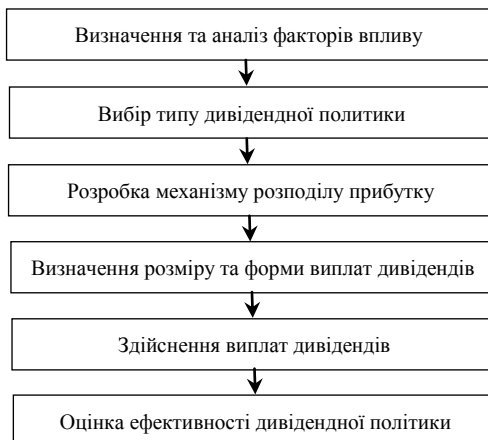 Визначення та аналіз факторів впливу
Вибір типу дивідендної политики
Розробка механізму розподілу прибутку
Визначення розміру та форми виплат дивідендів
Здійснення виплат дивідендів
Оцінка ефективності дивідендної політики